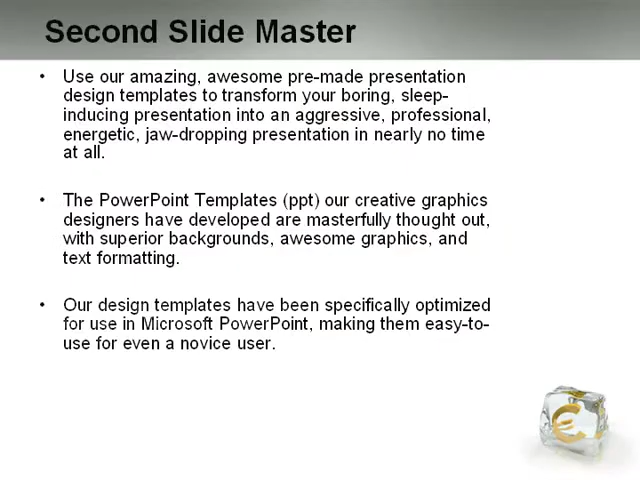 Second Slide Master
• Use our amazing, awesome pre-made presentation
design templates to transform your boring, sleep-
inducing presentation into an aggressive, professional,
energetic, jaw-dropping presentation in nearly no time
at all.
• The PowerPoint Templates (ppt) our creative graphics
designers have developed are masterfully thought out,
with superior backgrounds, awesome graphics, and
text formatting.
• Our design templates have been specifically optimized
for use in Microsoft PowerPoint, making them easy-to-
use for even a novice user.
€